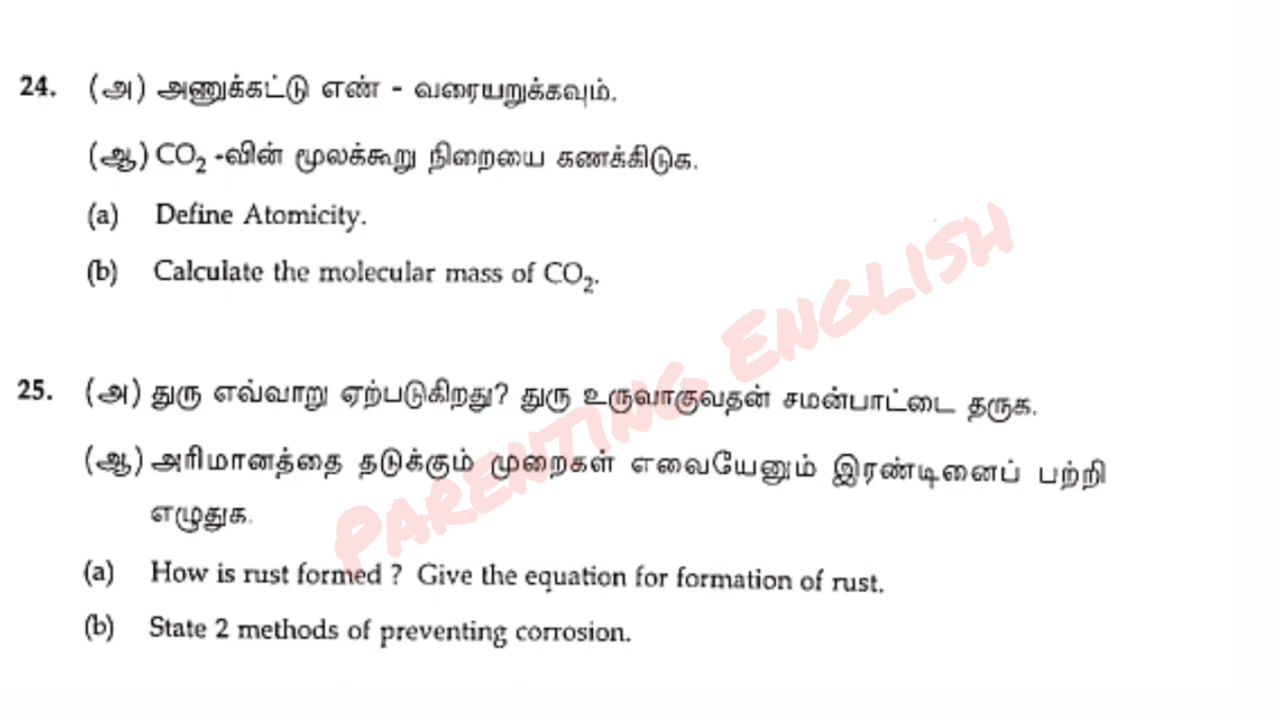 24. (அ) அணுக்கட்டு எண் - வரையறுக்கவும்.
(ஆ) CO₂ -வின் மூலக்கூறு நிறையை கணக்கிடுக.
(a) Define Atomicity.
(b) Calculate the molecular mass of CO₂.
PARENTING ENGLISH
25. (அ) துரு எவ்வாறு ஏற்படுகிறது? துரு உருவாகுவதன் சமன்பாட்டை தருக.
(ஆ) அரிமானத்தை தடுக்கும் முறைகள் எவையேனும் இரண்டினைப் பற்றி
எழுதுக.
(a) How is rust formed ? Give the equation for formation of rust.
(b) State 2 methods of preventing corrosion.